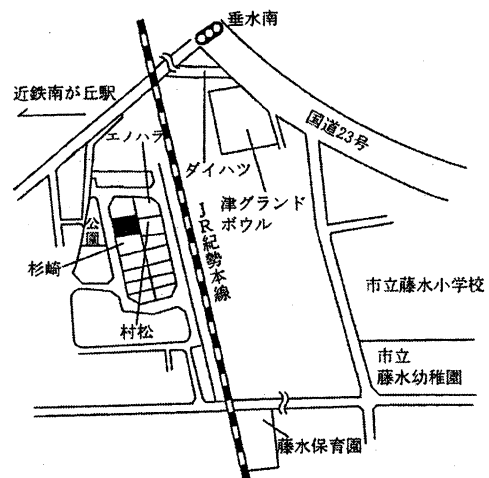 垂水南
近鉄南が丘駅
国道23号
エノハラ
ダイハツ
津グランド
ボウル
JR紀勢本線
公園
杉崎
市立藤水小学校
村松
市立
藤水幼稚園
藤水保育園